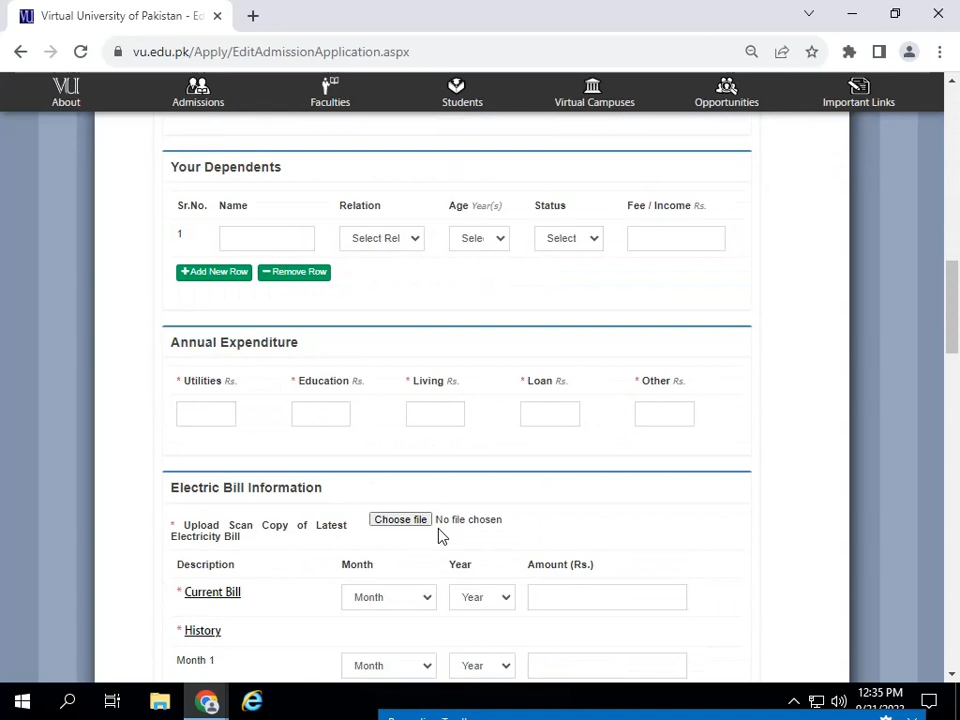 Virtual University of Pakistan - Ed
vu.edu.pk/Apply/EditAdmissionApplication.aspx
VU
About
Admissions
Faculties
Students
Virtual Campuses
Opportunities
Important Links
Your Dependents
Sr.No. Name Relation Age Year(s) Status Fee / Income Rs.
1 Select Rel Sele Select
+Add New Row −Remove Row
Annual Expenditure
* Utilities Rs. * Education Rs. * Living Rs. * Loan Rs. * Other Rs.
Electric Bill Information
* Upload Scan Copy of Latest Electricity Bill
Choose file No file chosen
Description Month Year Amount (Rs.)
* Current Bill Month Year
* History
Month 1 Month Year
12:35 PM